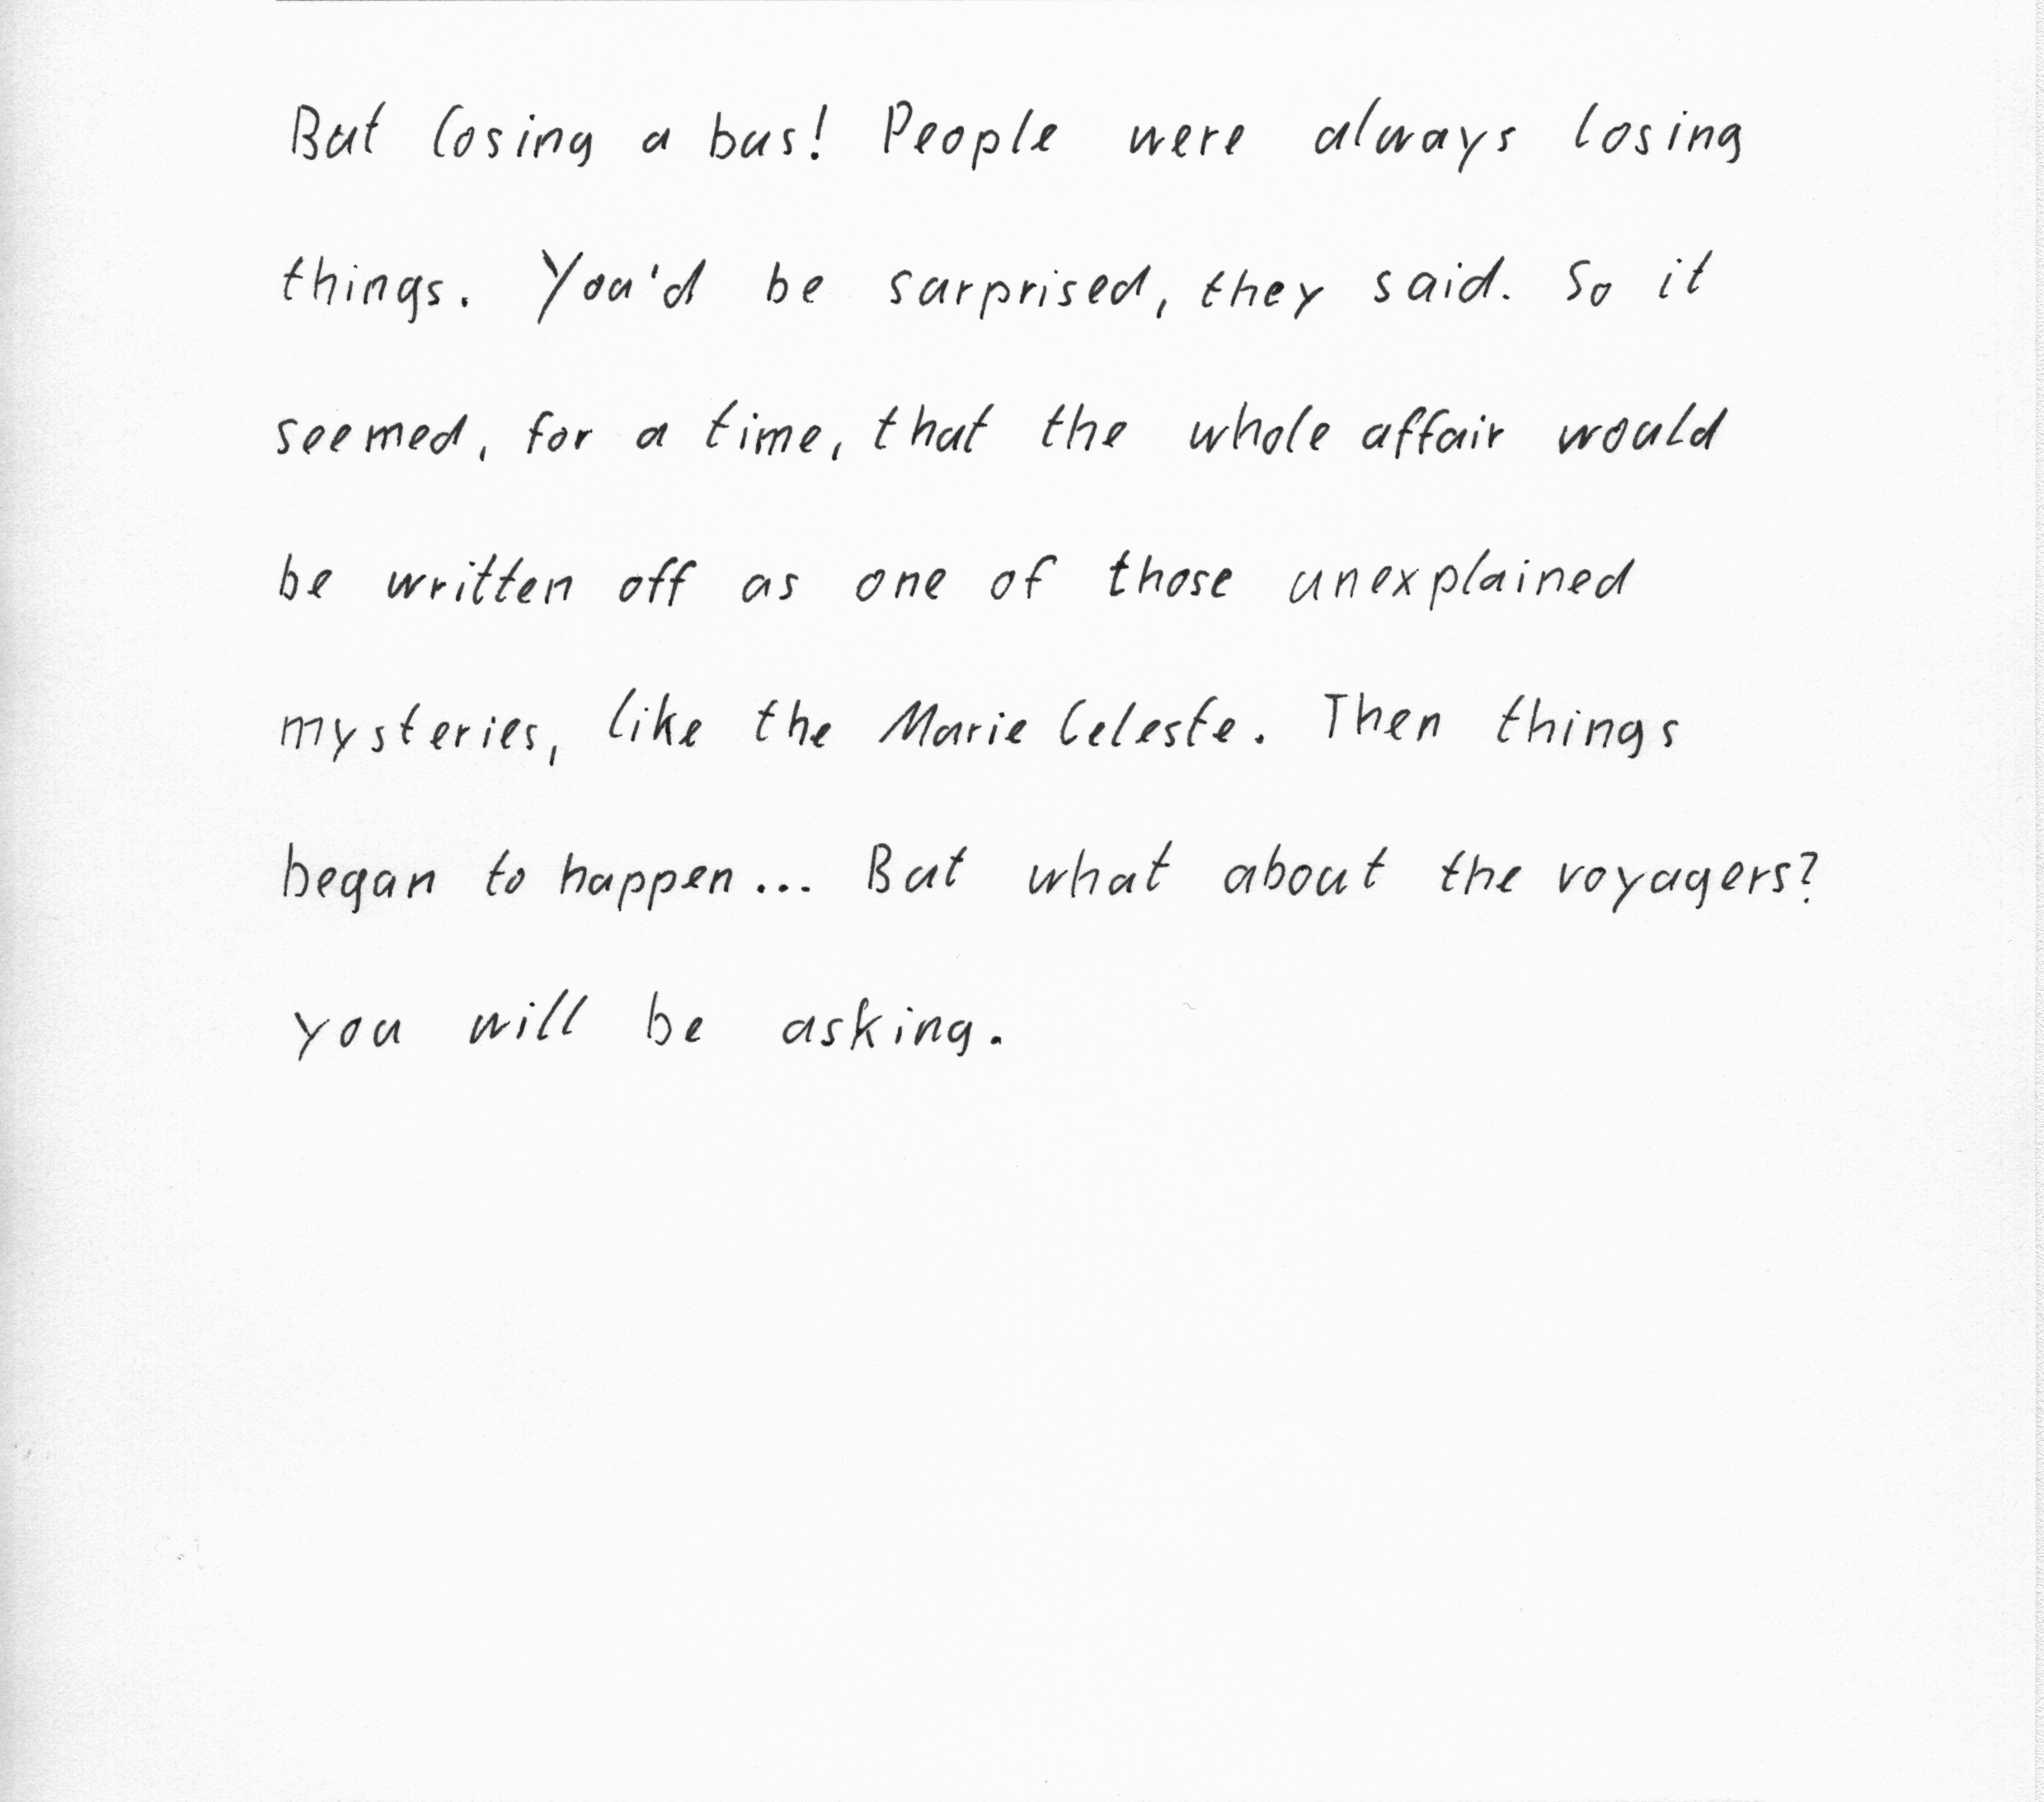 But losing a bus! People were always losing
things. You'd be surprised, they said. So it
seemed, for a time, that the whole affair would
be written off as one of those unexplained
mysteries, like the Marie Celeste. Then things
began to happen... But what about the voyagers?
you will be asking.